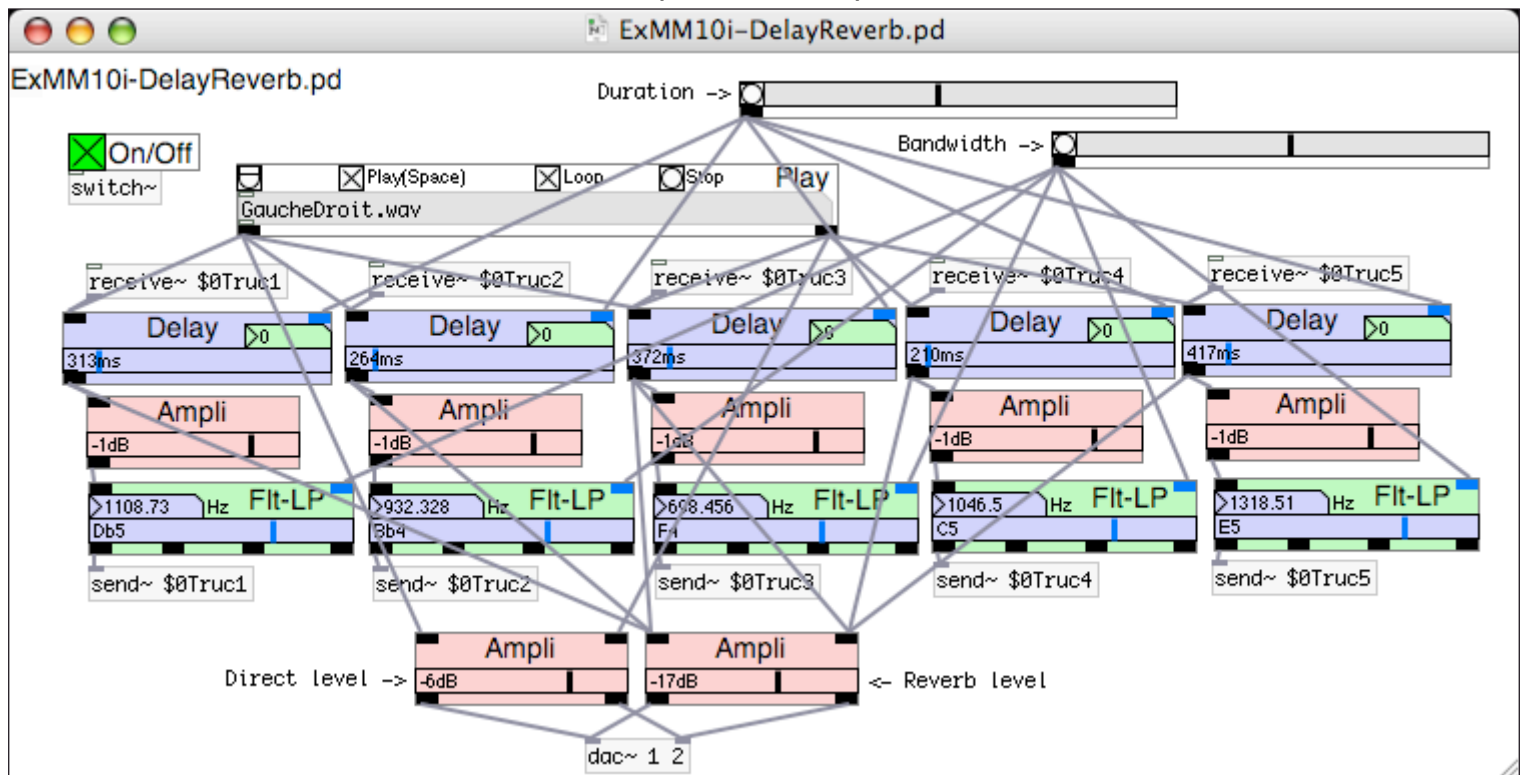 ExMM10i-DelayReverb.pd
ExMM10i-DelayReverb.pd
Duration ->
Bandwidth ->
On/Off
switch~
Play(Space)
Loop
Stop
Play
GaucheDroit.wav
receive~ $0Truc1
receive~ $0Truc2
receive~ $0Truc3
receive~ $0Truc4
receive~ $0Truc5
Delay
0
313ms
Delay
0
264ms
Delay
0
372ms
Delay
0
210ms
Delay
0
417ms
Ampli
-1dB
Ampli
-1dB
Ampli
-1dB
Ampli
-1dB
Ampli
-1dB
1108.73 Hz Flt-LP
Db5
932.328 Hz Flt-LP
Bb4
698.456 Hz Flt-LP
F4
1046.5 Hz Flt-LP
C5
1318.51 Hz Flt-LP
E5
send~ $0Truc1
send~ $0Truc2
send~ $0Truc3
send~ $0Truc4
send~ $0Truc5
Ampli
Ampli
Direct level ->
-6dB
-17dB
<- Reverb level
dac~ 1 2